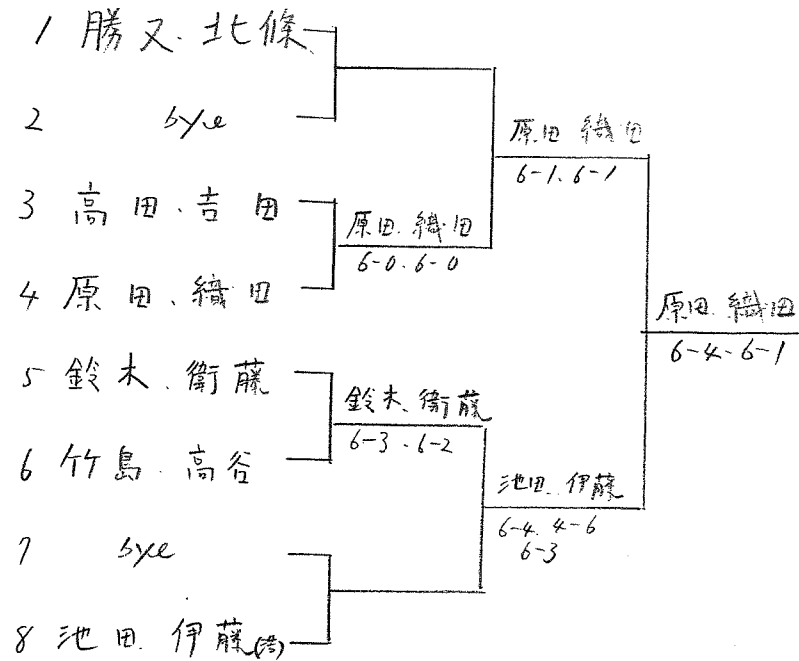 1 勝又、北條
2 bye
3 高田、吉田
4 原田、織田
5 鈴木、衛藤
6 竹島、高谷
7 bye
8 池田、伊藤
原田、織田
6-0、6-0
鈴木、衛藤
6-3、6-2
原田 織田
6-1、6-1
池田、伊藤
6-4、4-6
6-3
原田、織田
6-4、6-1